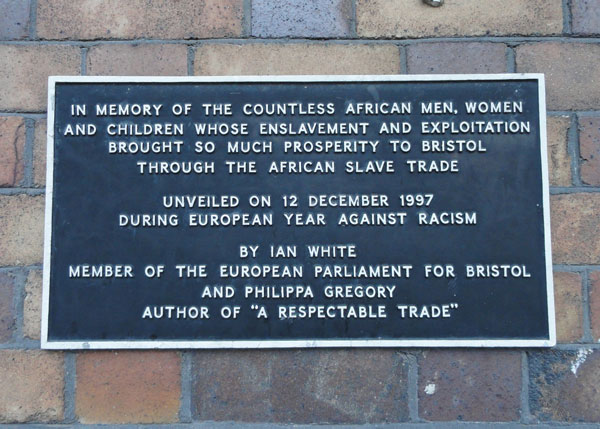 IN MEMORY OF THE COUNTLESS AFRICAN MEN, WOMEN
AND CHILDREN WHOSE ENSLAVEMENT AND EXPLOITATION
BROUGHT SO MUCH PROSPERITY TO BRISTOL
THROUGH THE AFRICAN SLAVE TRADE
UNVEILED ON 12 DECEMBER 1997
DURING EUROPEAN YEAR AGAINST RACISM
BY IAN WHITE
MEMBER OF THE EUROPEAN PARLIAMENT FOR BRISTOL
AND PHILIPPA GREGORY
AUTHOR OF "A RESPECTABLE TRADE"